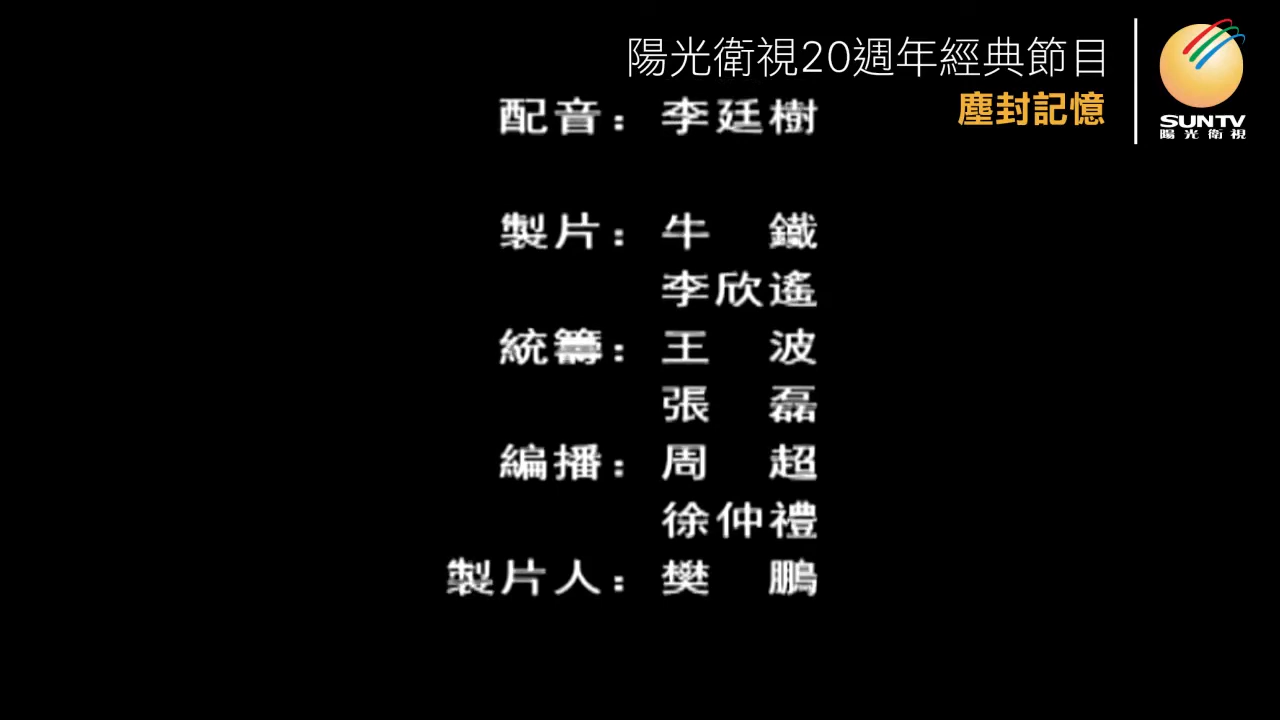 陽光衛視20週年經典節目
塵封記憶
SUNTV
陽光衛視
配音：李廷樹
製片：牛　鐵
李欣遙
統籌：王　波
張　磊
編播：周　超
徐仲禮
製片人：樊　鵬